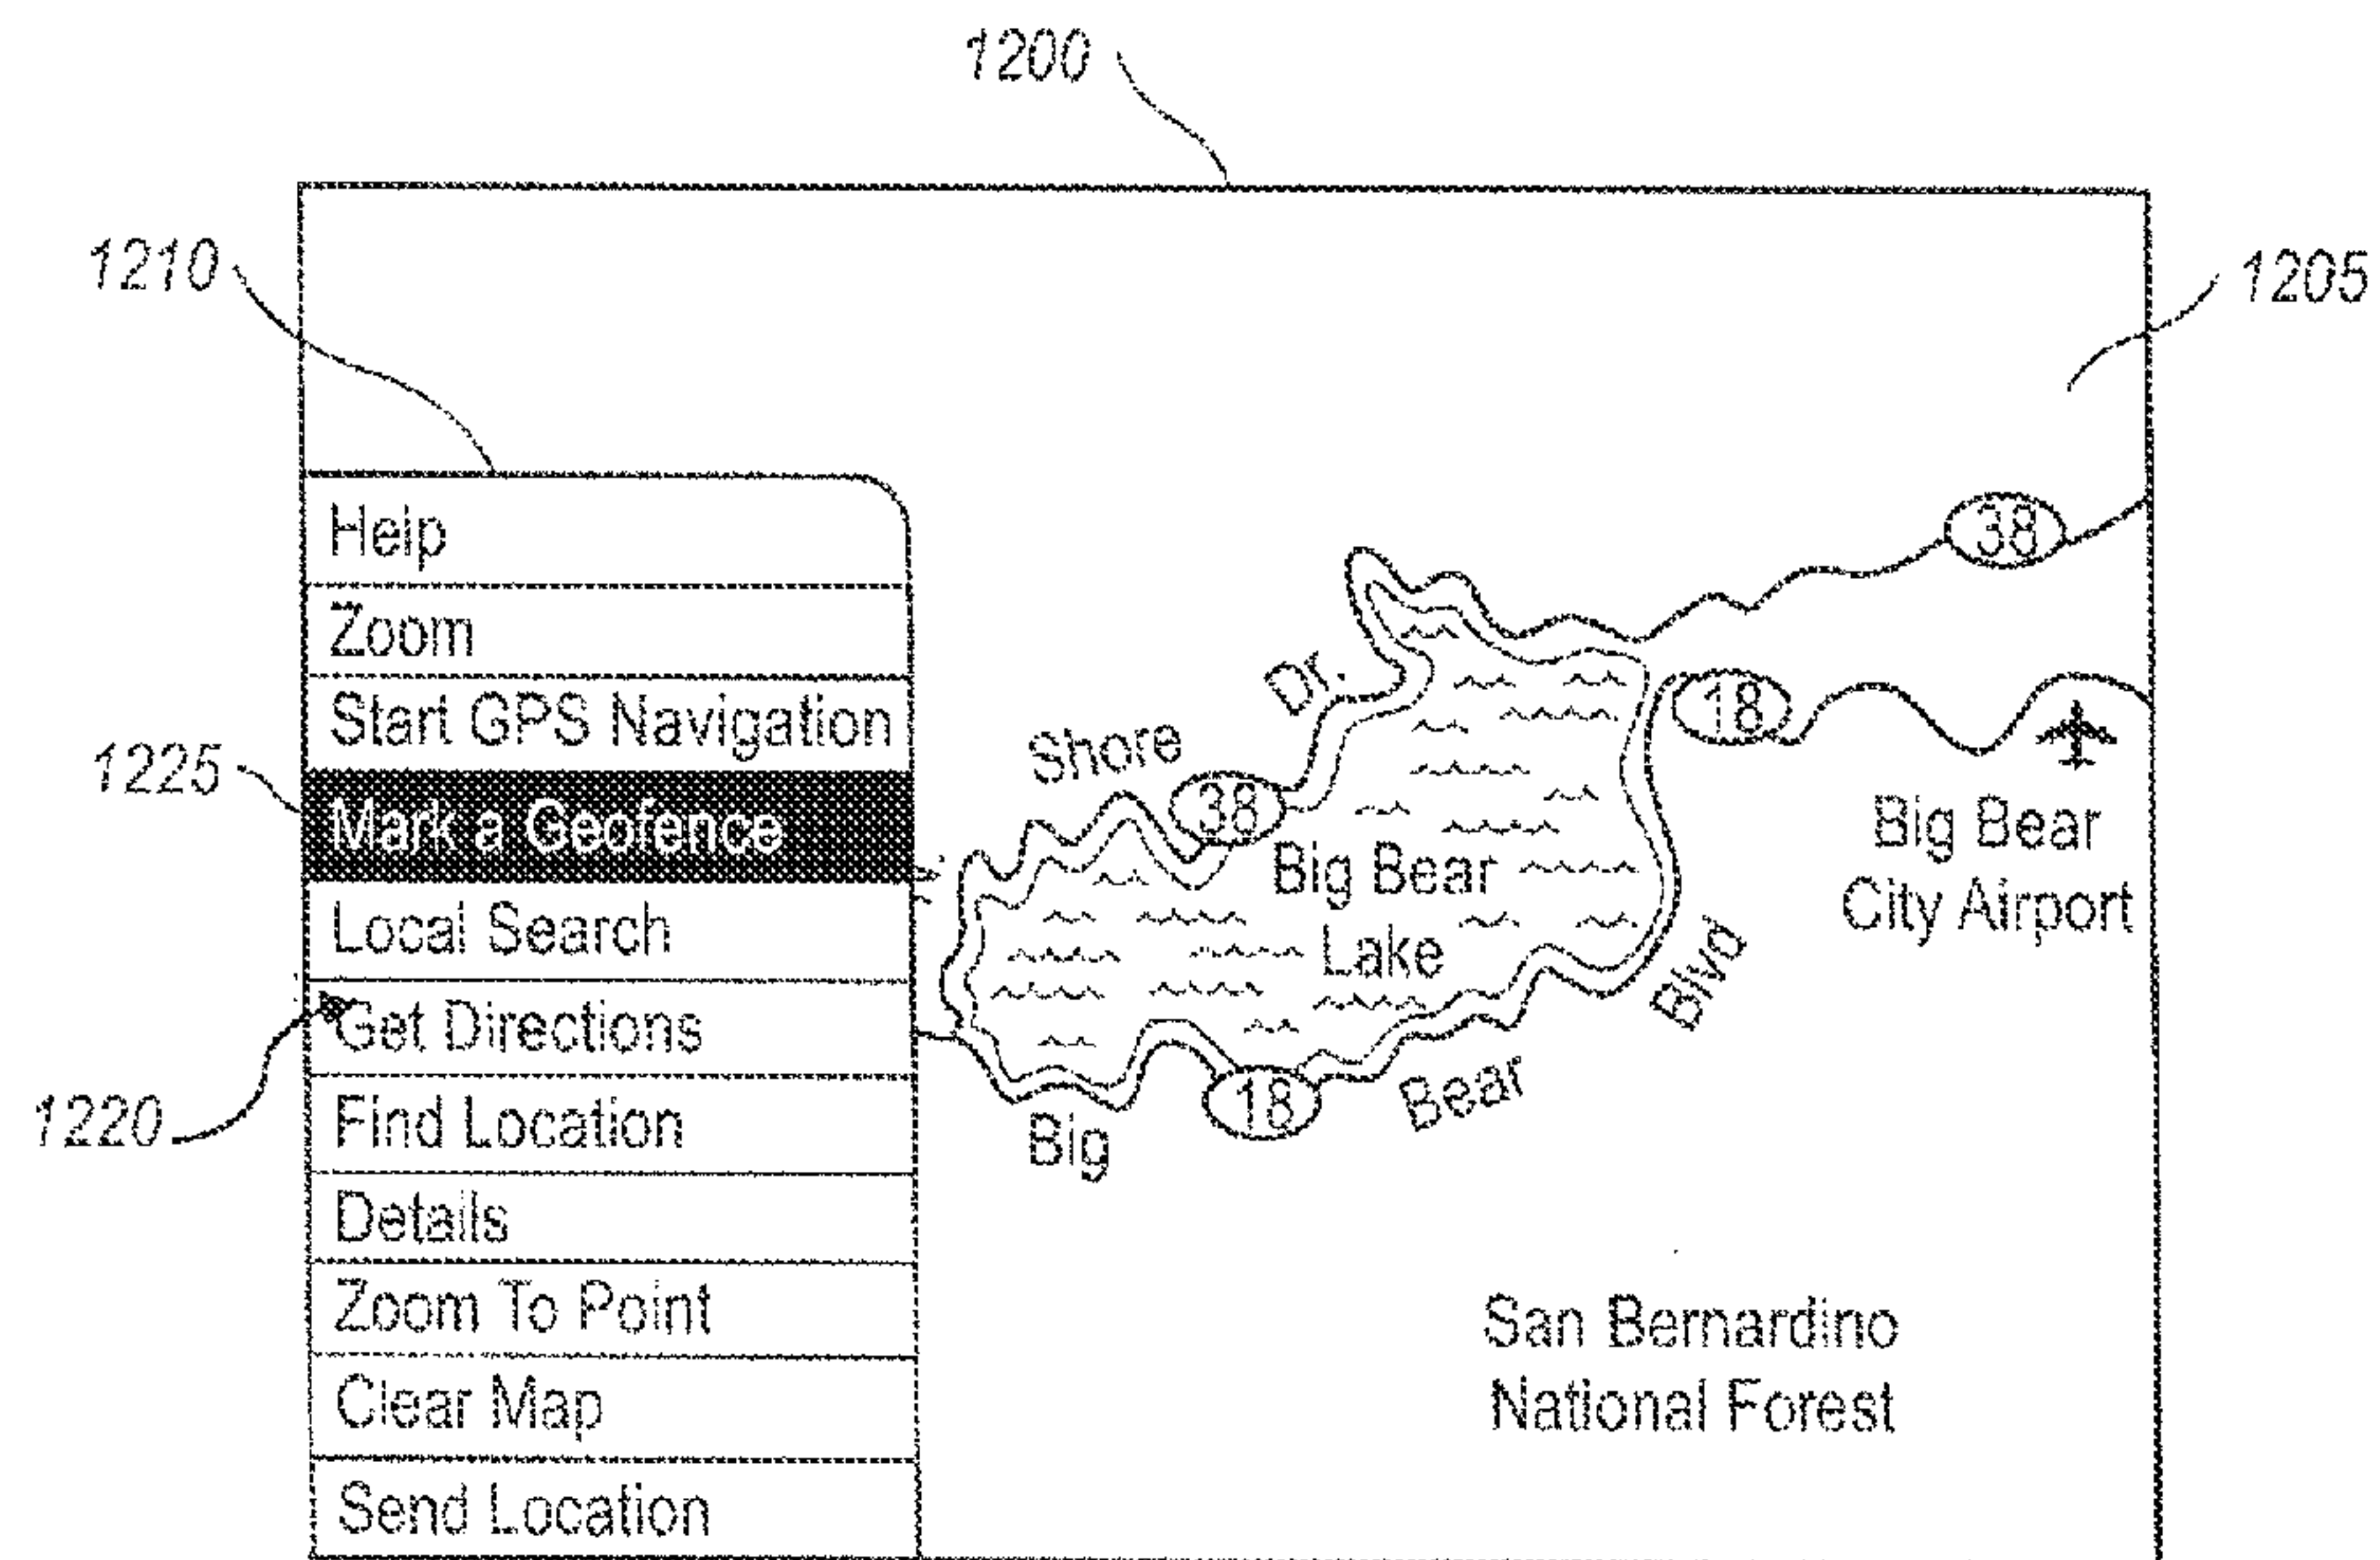 1200
1210
1205
Help
Zoom
Start GPS Navigation
1225
Mark a Geofence
Local Search
Get Directions
1220
Find Location
Details
Zoom To Point
Clear Map
Send Location
38
18
Shore Dr.
38
Big Bear
Lake
Big Bear
City Airport
Big Bear Blvd
18
San Bernardino
National Forest